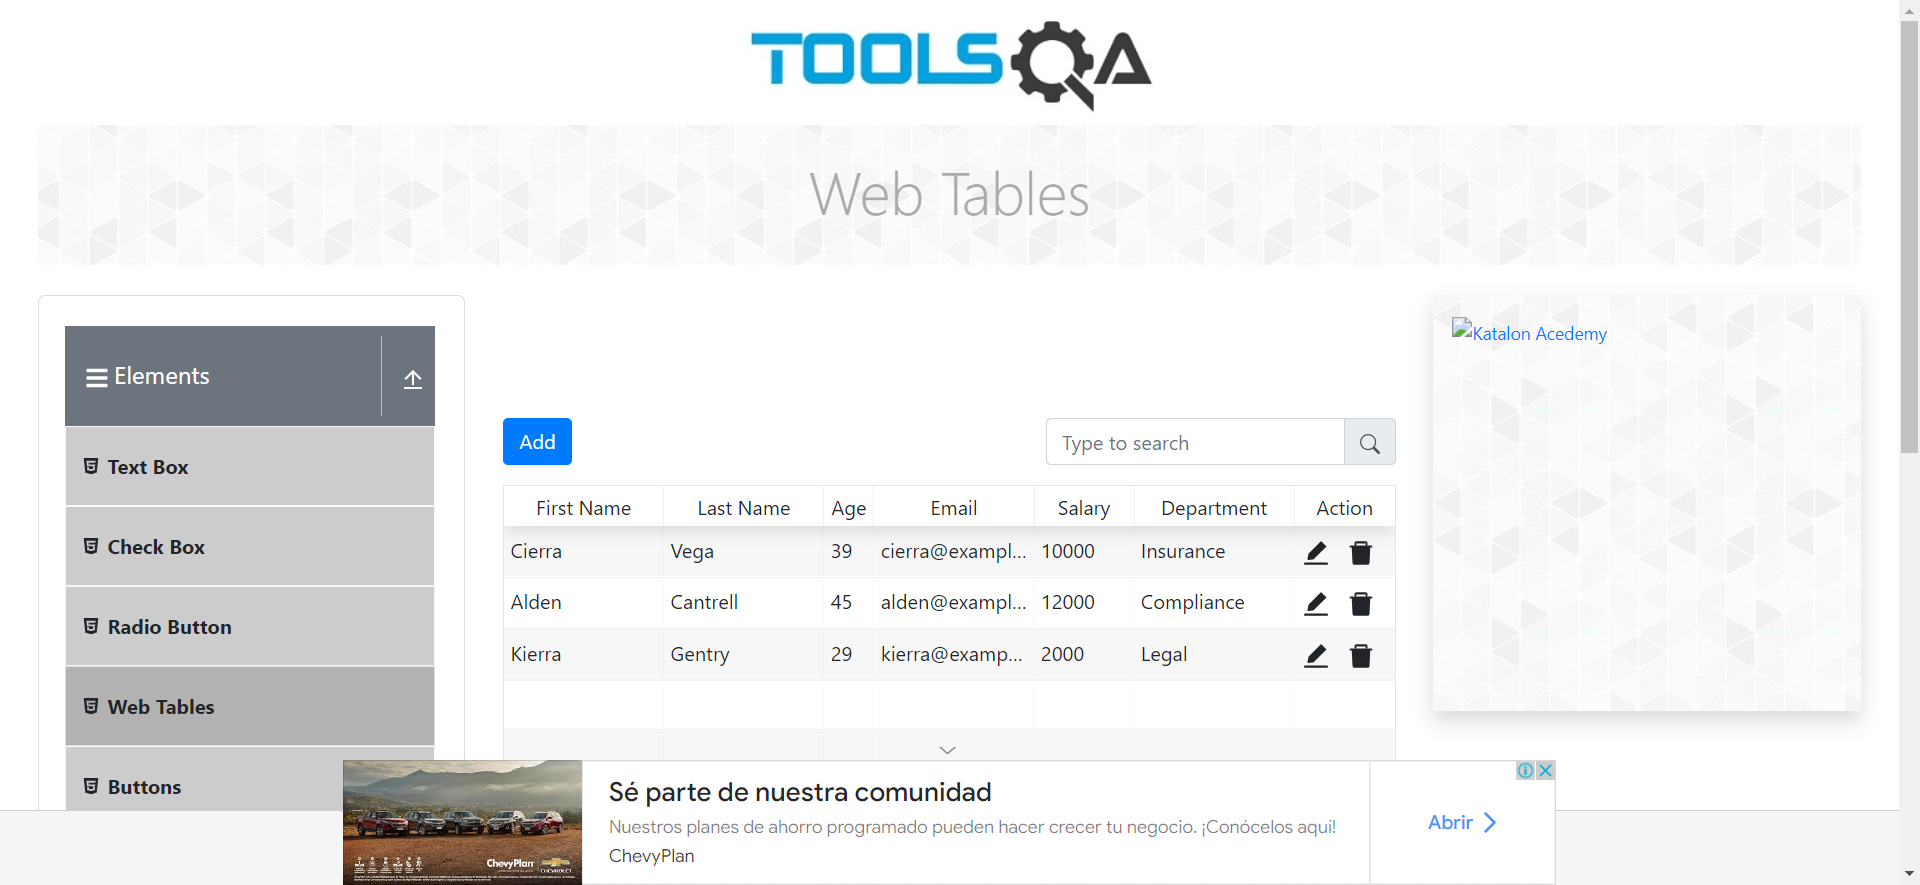 TOOLSQA
Web Tables
Elements
Text Box
Check Box
Radio Button
Web Tables
Buttons
Add
Type to search
First Name Last Name Age Email Salary Department Action
Cierra Vega 39 cierra@exampl... 10000 Insurance
Alden Cantrell 45 alden@exampl... 12000 Compliance
Kierra Gentry 29 kierra@examp... 2000 Legal
Katalon Acedemy
ChevyPlan
CHEVROLET
Sé parte de nuestra comunidad
Nuestros planes de ahorro programado pueden hacer crecer tu negocio. ¡Conócelos aquí!
ChevyPlan
Abrir